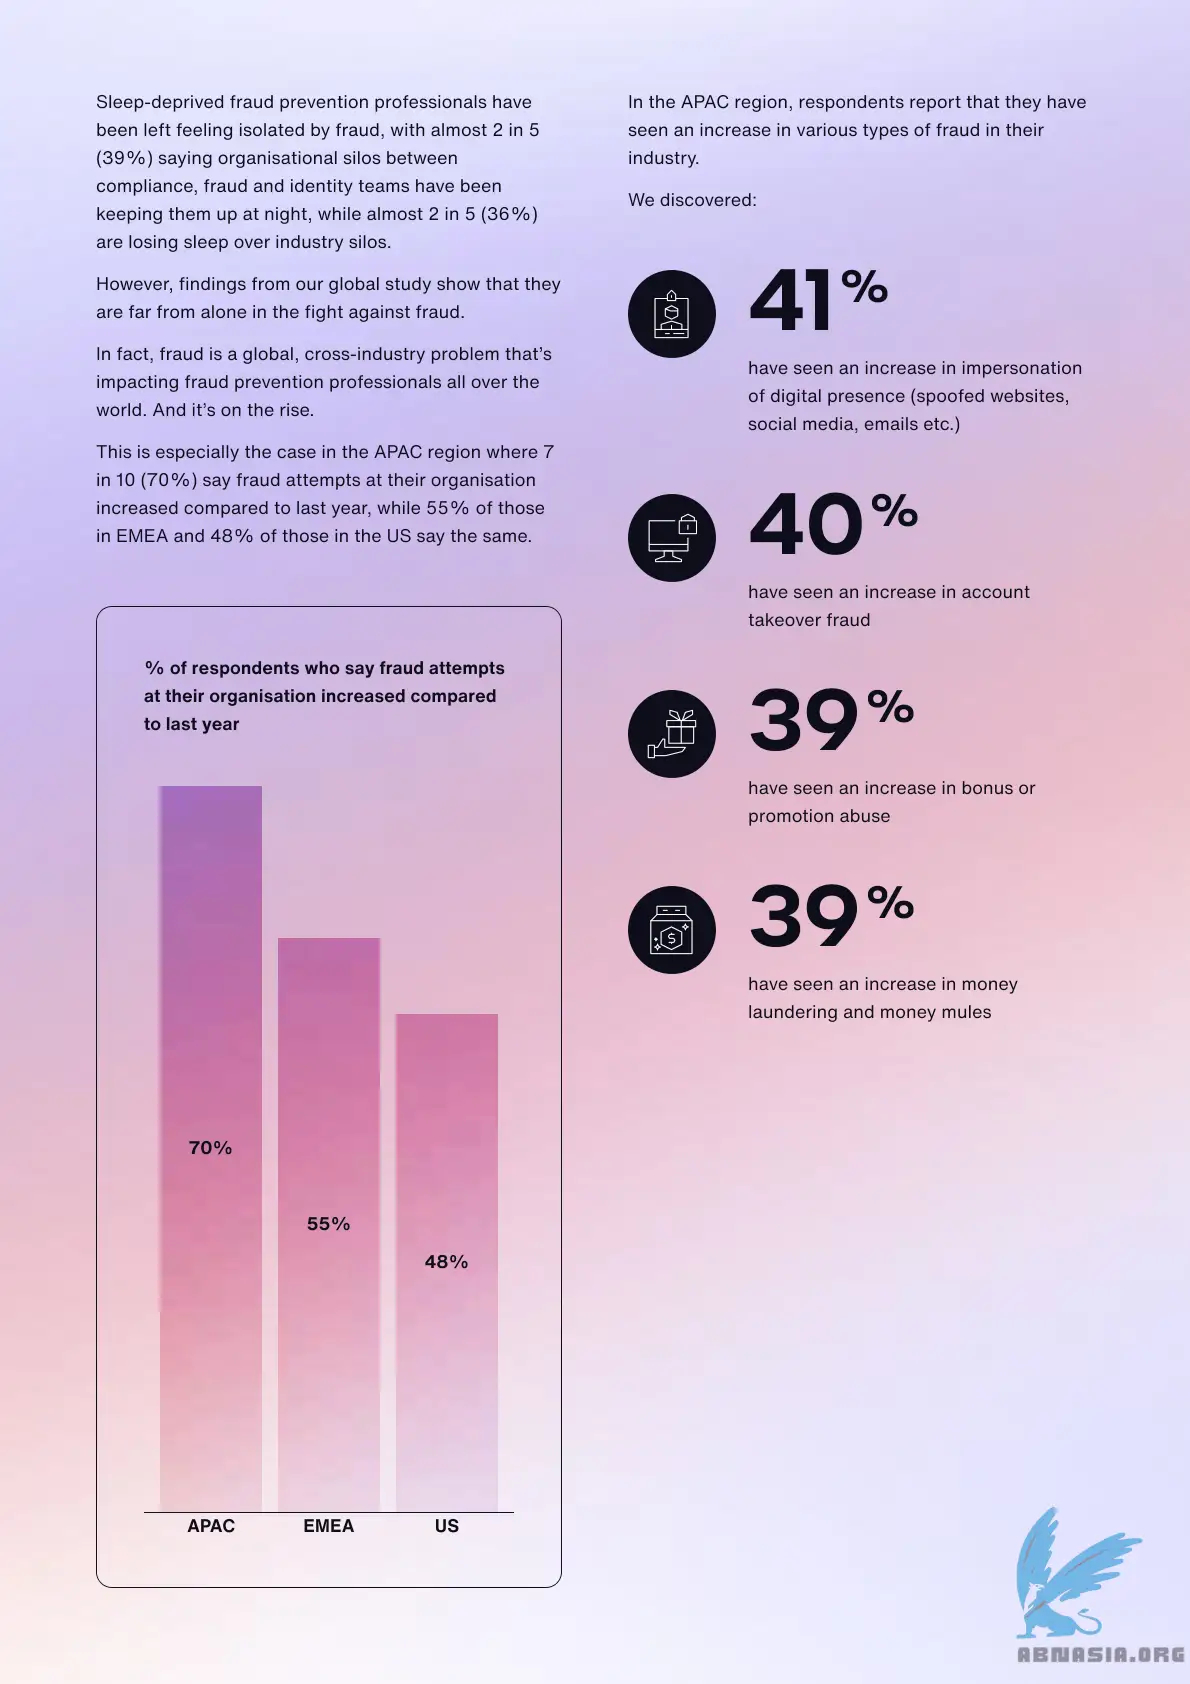 Sleep-deprived fraud prevention professionals have
been left feeling isolated by fraud, with almost 2 in 5
(39%) saying organisational silos between
compliance, fraud and identity teams have been
keeping them up at night, while almost 2 in 5 (36%)
are losing sleep over industry silos.
However, findings from our global study show that they
are far from alone in the fight against fraud.
In fact, fraud is a global, cross-industry problem that’s
impacting fraud prevention professionals all over the
world. And it’s on the rise.
This is especially the case in the APAC region where 7
in 10 (70%) say fraud attempts at their organisation
increased compared to last year, while 55% of those
in EMEA and 48% of those in the US say the same.
% of respondents who say fraud attempts
at their organisation increased compared
to last year
70%
55%
48%
APAC EMEA US
In the APAC region, respondents report that they have
seen an increase in various types of fraud in their
industry.
We discovered:
41%
have seen an increase in impersonation
of digital presence (spoofed websites,
social media, emails etc.)
40%
have seen an increase in account
takeover fraud
39%
have seen an increase in bonus or
promotion abuse
39%
have seen an increase in money
laundering and money mules
ABNASIA.ORG